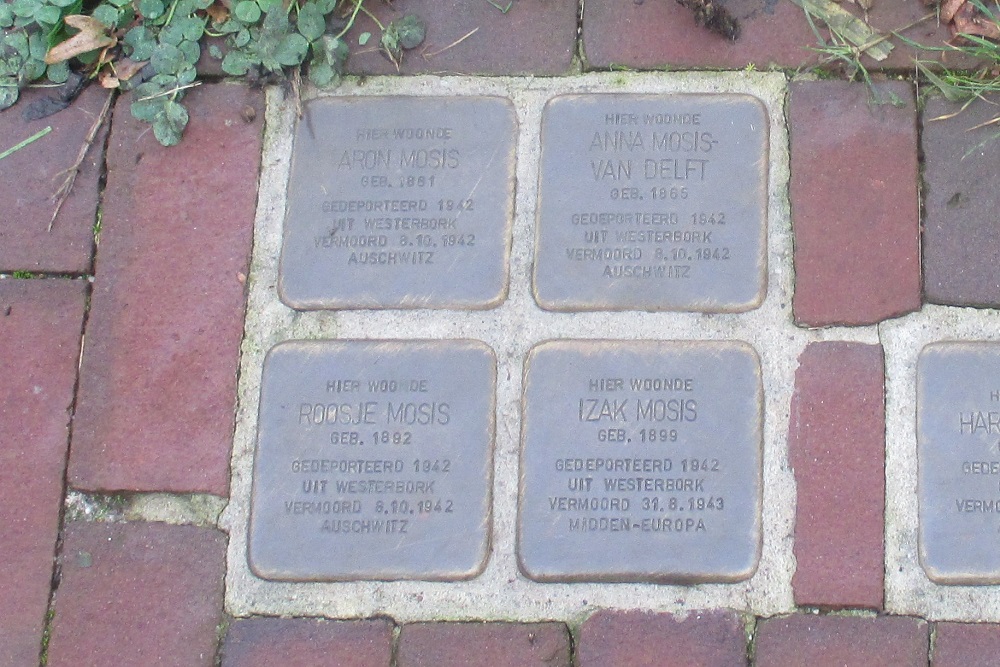 HIER WOONDE
ARON MOSIS
GEB. 1861
GEDEPORTEERD 1942
UIT WESTERBORK
VERMOORD 8.10.1942
AUSCHWITZ
HIER WOONDE
ANNA MOSIS-
VAN DELFT
GEB. 1865
GEDEPORTEERD 1942
UIT WESTERBORK
VERMOORD 8.10.1942
AUSCHWITZ
HIER WOONDE
ROOSJE MOSIS
GEB. 1892
GEDEPORTEERD 1942
UIT WESTERBORK
VERMOORD 8.10.1942
AUSCHWITZ
HIER WOONDE
IZAK MOSIS
GEB. 1899
GEDEPORTEERD 1942
UIT WESTERBORK
VERMOORD 31.8.1943
MIDDEN-EUROPA